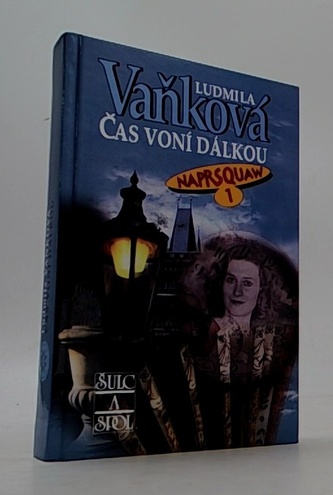 LUDMILA
Vaňková
ČAS VONÍ DÁLKOU
NAPRSQUAW
1
ŠULC
A
SPOL